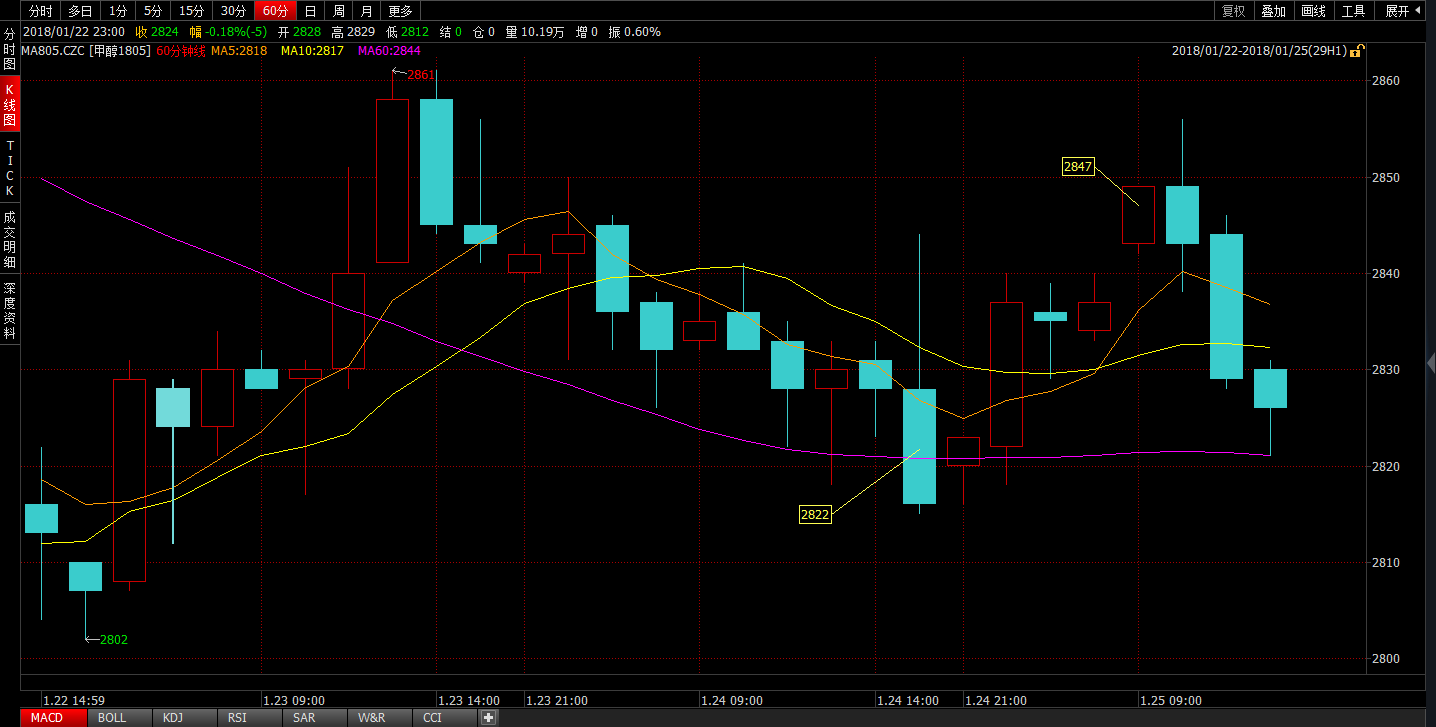 分时 多日 1分 5分 15分 30分 60分 日 周 月 更多 复权 叠加 画线 工具 展开
2018/01/22 23:00 收 2824 幅 -0.18%(-5) 开 2828 高 2829 低 2812 结 0 仓 0 量 10.19万 增 0 振 0.60%
MA805.CZC [甲醇1805] 60分钟线 MA5:2818 MA10:2817 MA60:2844 2018/01/22-2018/01/25(29H1)
分时图
K线图
TICK
成交明细
深度资料
2861
2860
2847
2850
2840
2830
2822
2820
2810
2802
2800
1.22 14:59 1.23 09:00 1.23 14:00 1.23 21:00 1.24 09:00 1.24 14:00 1.24 21:00 1.25 09:00
MACD BOLL KDJ RSI SAR W&R CCI